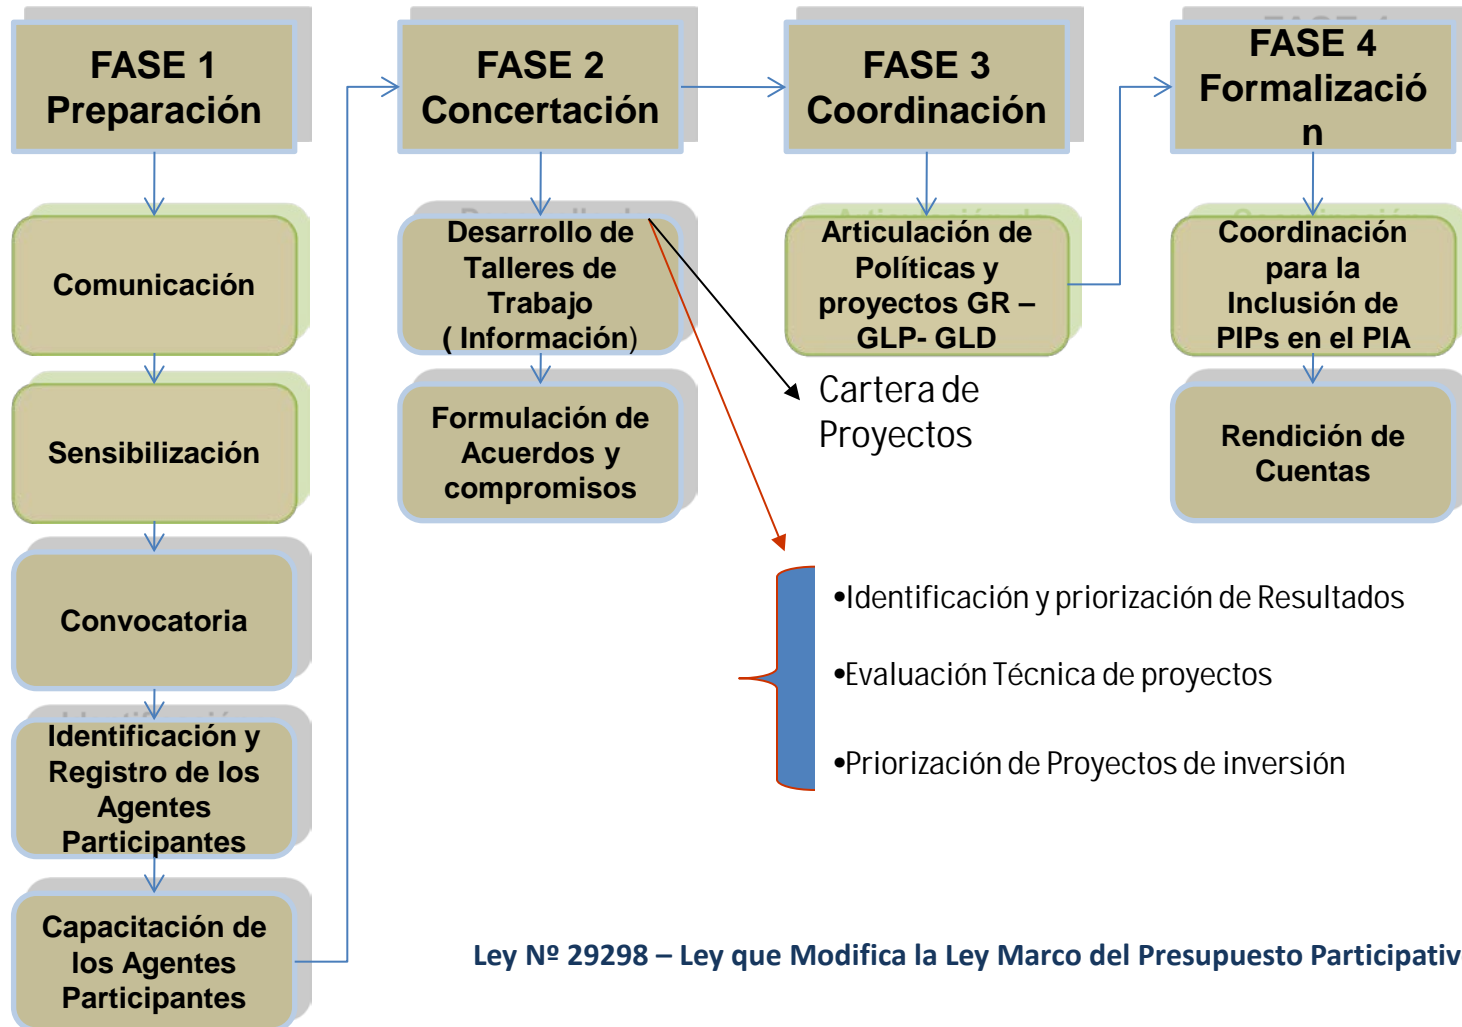 FASE 1
Preparación
Comunicación
Sensibilización
Convocatoria
Identificación y
Registro de los
Agentes
Participantes
Capacitación de
los Agentes
Participantes
FASE 2
Concertación
Desarrollo de
Talleres de
Trabajo
( Información)
Formulación de
Acuerdos y
compromisos
FASE 3
Coordinación
Articulación de
Políticas y
proyectos GR –
GLP- GLD
Cartera de
Proyectos
•Identificación y priorización de Resultados
•Evaluación Técnica de proyectos
•Priorización de Proyectos de inversión
FASE 4
Formalizació
n
Coordinación
para la
Inclusión de
PIPs en el PIA
Rendición de
Cuentas
Ley Nº 29298 – Ley que Modifica la Ley Marco del Presupuesto Participativ